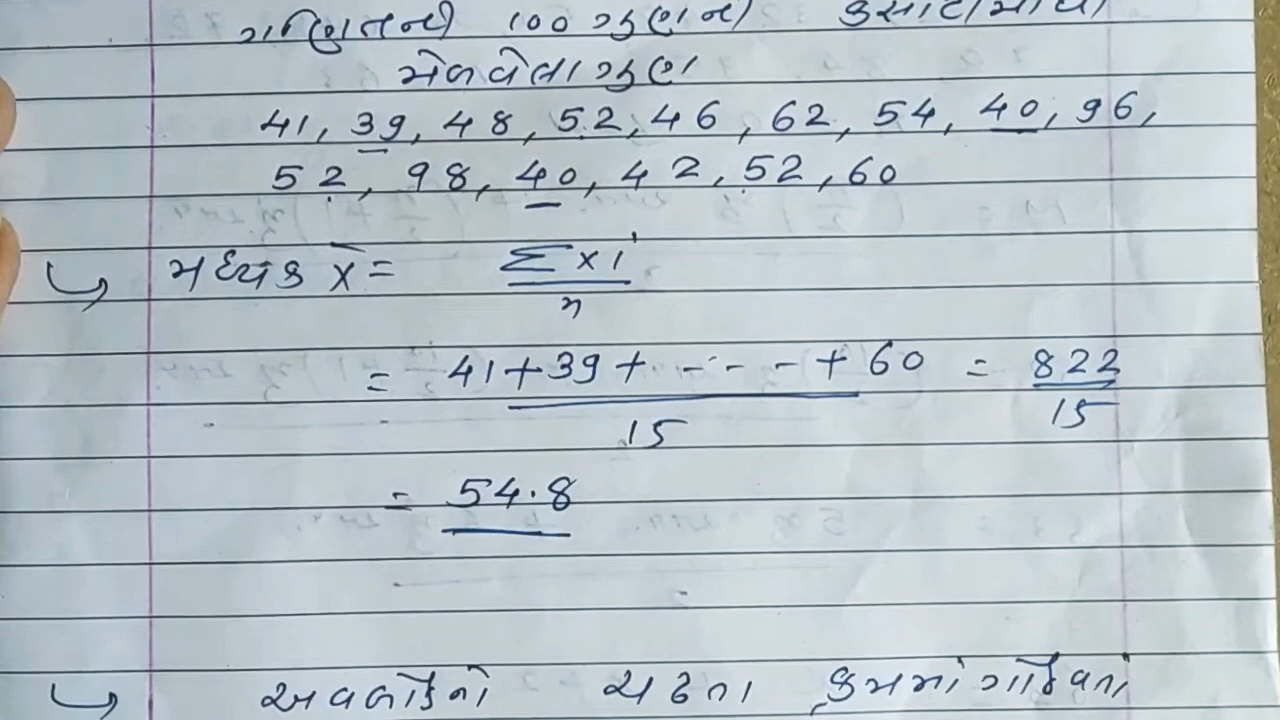 ગણિતની 100 ગુણની કસોટીમાં
મેળવેલા ગુણ
41, 39, 48, 52, 46, 62, 54, 40, 96,
52, 98, 40, 42, 52, 60
મધ્યક x̄ = Σxi / n
= 41 + 39 + - - - + 60 / 15 = 822 / 15
= 54.8
અવલોકનો ચઢતા ક્રમમાં ગોઠવતાં